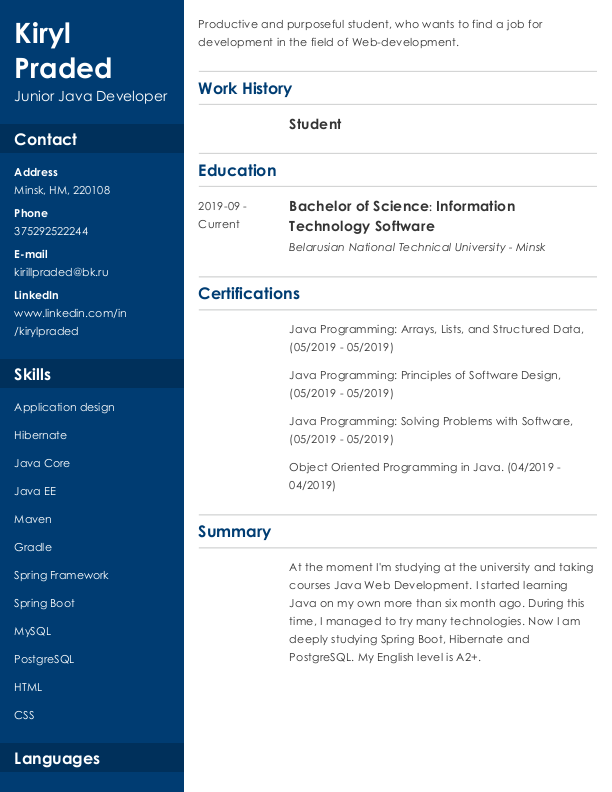 Kiryl
Praded
Junior Java Developer
Contact
Address
Minsk, HM, 220108
Phone
375292522244
E-mail
kirillpraded@bk.ru
LinkedIn
www.linkedin.com/in
/kirylpraded
Skills
Application design
Hibernate
Java Core
Java EE
Maven
Gradle
Spring Framework
Spring Boot
MySQL
PostgreSQL
HTML
CSS
Languages
Productive and purposeful student, who wants to find a job for
development in the field of Web-development.
Work History
Student
Education
2019-09 -
Current
Bachelor of Science: Information
Technology Software
Belarusian National Technical University - Minsk
Certifications
Java Programming: Arrays, Lists, and Structured Data,
(05/2019 - 05/2019)
Java Programming: Principles of Software Design,
(05/2019 - 05/2019)
Java Programming: Solving Problems with Software,
(05/2019 - 05/2019)
Object Oriented Programming in Java. (04/2019 -
04/2019)
Summary
At the moment I'm studying at the university and taking
courses Java Web Development. I started learning
Java on my own more than six month ago. During this
time, I managed to try many technologies. Now I am
deeply studying Spring Boot, Hibernate and
PostgreSQL. My English level is A2+.